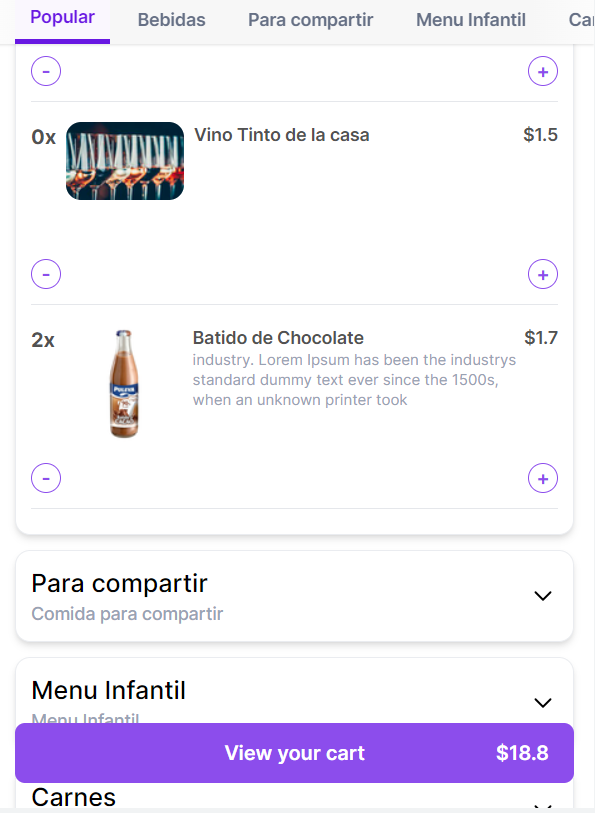 Popular
Bebidas
Para compartir
Menu Infantil
- +
0x
Vino Tinto de la casa
$1.5
- +
2x
PULEVA
CACAO
Batido de Chocolate
$1.7
industry. Lorem Ipsum has been the industrys
standard dummy text ever since the 1500s,
when an unknown printer took
- +
Para compartir
Comida para compartir
Menu Infantil
Menu Infantil
View your cart
$18.8
Carnes